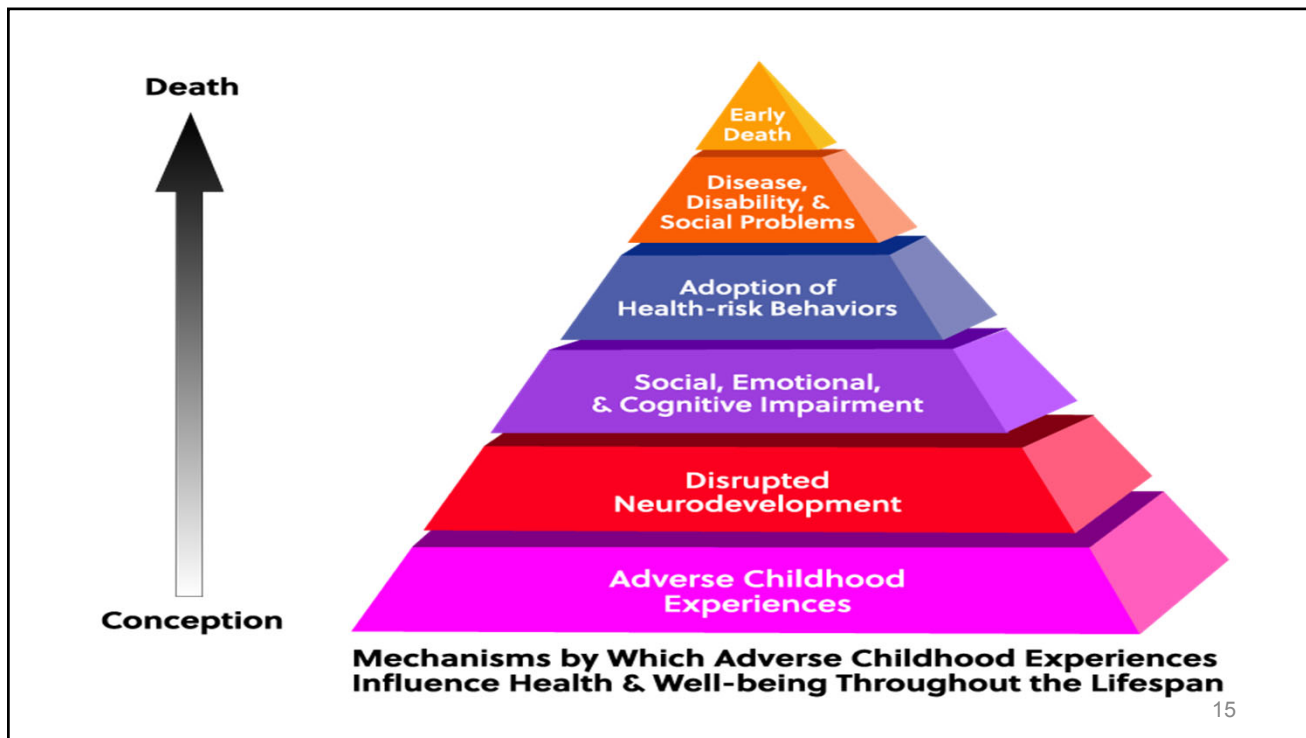 Death
Early
Death
Disease,
Disability, &
Social Problems
Adoption of
Health-risk Behaviors
Social, Emotional,
& Cognitive Impairment
Disrupted
Neurodevelopment
Adverse Childhood
Experiences
Conception
Mechanisms by Which Adverse Childhood Experiences
Influence Health & Well-being Throughout the Lifespan
15